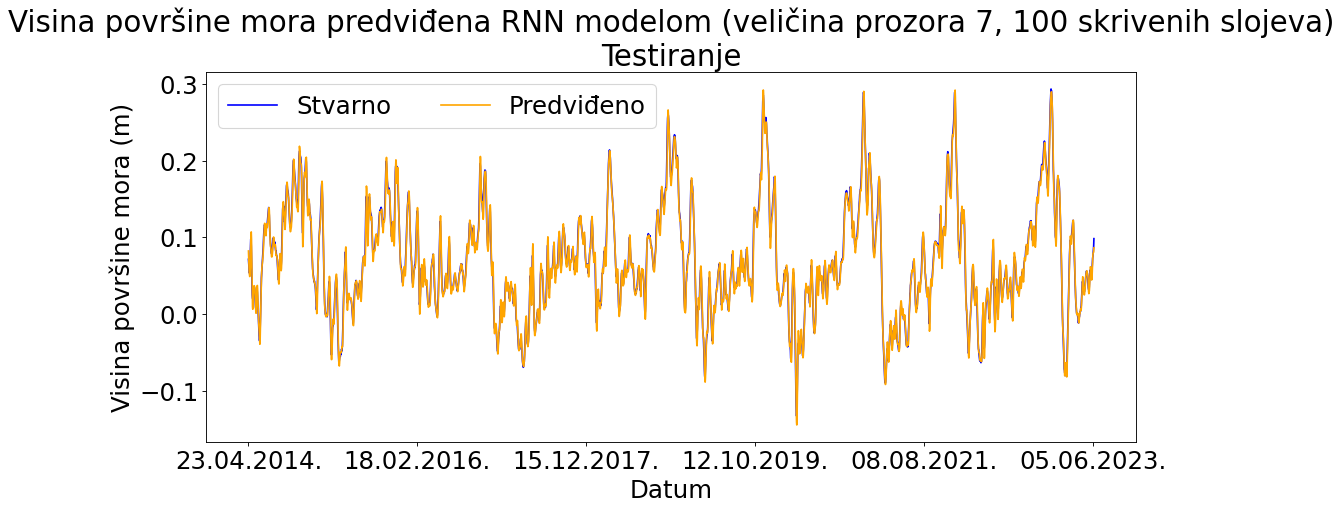 Visina površine mora predviđena RNN modelom (veličina prozora 7, 100 skrivenih slojeva)
Testiranje
Stvarno Predviđeno
Visina površine mora (m)
0.3
0.2
0.1
0.0
−0.1
23.04.2014. 18.02.2016. 15.12.2017. 12.10.2019. 08.08.2021. 05.06.2023.
Datum